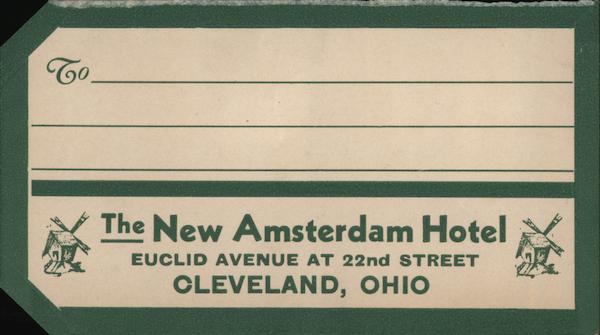 To
The New Amsterdam Hotel
EUCLID AVENUE AT 22nd STREET
CLEVELAND, OHIO